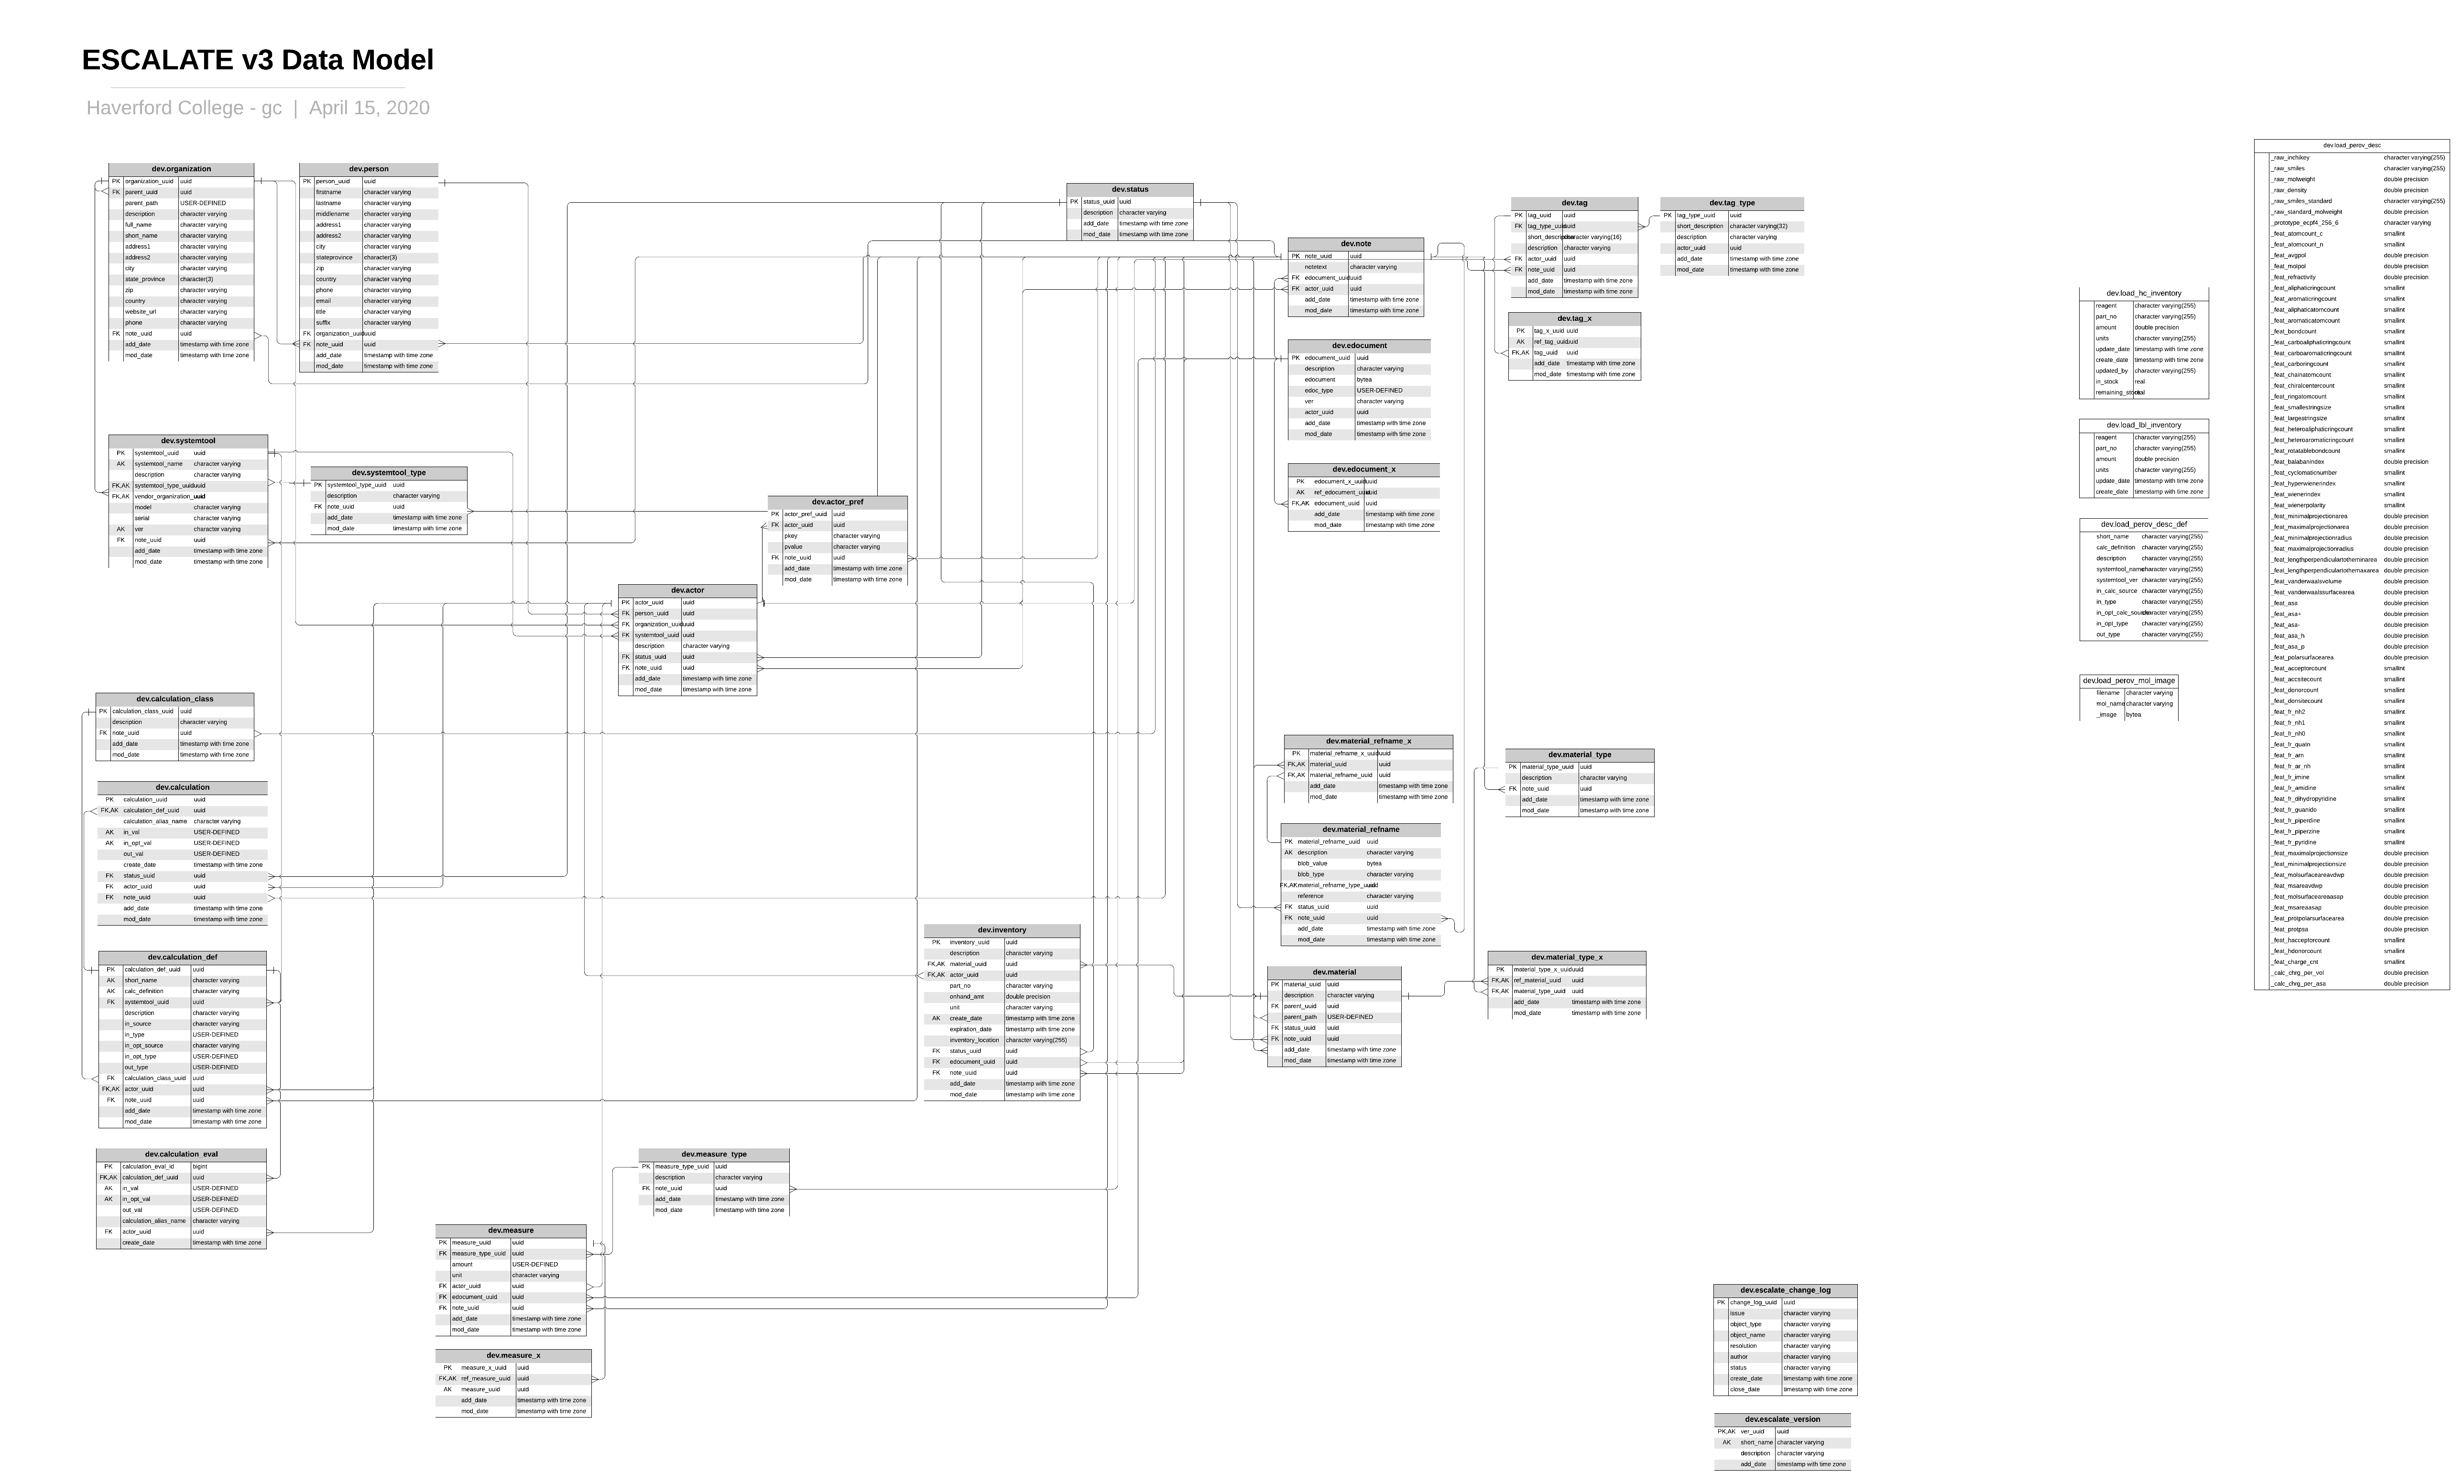 ESCALATE v3 Data Model
Haverford College - gc | April 15, 2020
dev.organization
PK organization_uuid uuid
FK parent_uuid uuid
parent_path USER-DEFINED
description character varying
full_name character varying
short_name character varying
address1 character varying
address2 character varying
city character varying
state_province character(3)
zip character varying
country character varying
website_url character varying
phone character varying
FK note_uuid uuid
add_date timestamp with time zone
mod_date timestamp with time zone
dev.person
PK person_uuid uuid
firstname character varying
lastname character varying
middlename character varying
address1 character varying
address2 character varying
city character varying
stateprovince character(3)
zip character varying
country character varying
phone character varying
email character varying
title character varying
suffix character varying
FK organization_uuid uuid
FK note_uuid uuid
add_date timestamp with time zone
mod_date timestamp with time zone
dev.systemtool
PK systemtool_uuid uuid
AK systemtool_name character varying
description character varying
FK,AK systemtool_type_uuid uuid
FK,AK vendor_organization_uuid uuid
model character varying
serial character varying
AK ver character varying
FK note_uuid uuid
add_date timestamp with time zone
mod_date timestamp with time zone
dev.systemtool_type
PK systemtool_type_uuid uuid
description character varying
FK note_uuid uuid
add_date timestamp with time zone
mod_date timestamp with time zone
dev.actor_pref
PK actor_pref_uuid uuid
FK actor_uuid uuid
pkey character varying
pvalue character varying
FK note_uuid uuid
add_date timestamp with time zone
mod_date timestamp with time zone
dev.actor
PK actor_uuid uuid
FK person_uuid uuid
FK organization_uuid uuid
FK systemtool_uuid uuid
description character varying
FK status_uuid uuid
FK note_uuid uuid
add_date timestamp with time zone
mod_date timestamp with time zone
dev.calculation_class
PK calculation_class_uuid uuid
description character varying
FK note_uuid uuid
add_date timestamp with time zone
mod_date timestamp with time zone
dev.calculation
PK calculation_uuid uuid
FK,AK calculation_def_uuid uuid
calculation_alias_name character varying
AK in_val USER-DEFINED
AK in_opt_val USER-DEFINED
out_val USER-DEFINED
create_date timestamp with time zone
FK status_uuid uuid
FK actor_uuid uuid
FK note_uuid uuid
add_date timestamp with time zone
mod_date timestamp with time zone
dev.calculation_def
PK calculation_def_uuid uuid
AK short_name character varying
AK calc_definition character varying
FK systemtool_uuid uuid
description character varying
in_source character varying
in_type USER-DEFINED
in_opt_source character varying
in_opt_type USER-DEFINED
out_type USER-DEFINED
FK calculation_class_uuid uuid
FK,AK actor_uuid uuid
FK note_uuid uuid
add_date timestamp with time zone
mod_date timestamp with time zone
dev.calculation_eval
PK calculation_eval_id bigint
FK,AK calculation_def_uuid uuid
AK in_val USER-DEFINED
AK in_opt_val USER-DEFINED
out_val USER-DEFINED
calculation_alias_name character varying
FK actor_uuid uuid
create_date timestamp with time zone
dev.measure_type
PK measure_type_uuid uuid
description character varying
FK note_uuid uuid
add_date timestamp with time zone
mod_date timestamp with time zone
dev.measure
PK measure_uuid uuid
FK measure_type_uuid uuid
amount USER-DEFINED
unit character varying
FK actor_uuid uuid
FK edocument_uuid uuid
FK note_uuid uuid
add_date timestamp with time zone
mod_date timestamp with time zone
dev.measure_x
PK measure_x_uuid uuid
FK,AK ref_measure_uuid uuid
AK measure_uuid uuid
add_date timestamp with time zone
mod_date timestamp with time zone
dev.inventory
PK inventory_uuid uuid
description character varying
FK,AK material_uuid uuid
FK,AK actor_uuid uuid
part_no character varying
onhand_amt double precision
unit character varying
AK create_date timestamp with time zone
expiration_date timestamp with time zone
inventory_location character varying(255)
FK status_uuid uuid
FK edocument_uuid uuid
FK note_uuid uuid
add_date timestamp with time zone
mod_date timestamp with time zone
dev.status
PK status_uuid uuid
description character varying
add_date timestamp with time zone
mod_date timestamp with time zone
dev.note
PK note_uuid uuid
notetext character varying
FK edocument_uuid uuid
FK actor_uuid uuid
add_date timestamp with time zone
mod_date timestamp with time zone
dev.edocument
PK edocument_uuid uuid
description character varying
edocument bytea
edoc_type USER-DEFINED
ver character varying
actor_uuid uuid
add_date timestamp with time zone
mod_date timestamp with time zone
dev.edocument_x
PK edocument_x_uuid uuid
AK ref_edocument_uuid uuid
FK,AK edocument_uuid uuid
add_date timestamp with time zone
mod_date timestamp with time zone
dev.tag
PK tag_uuid uuid
FK tag_type_uuid uuid
short_description character varying(16)
description character varying
FK actor_uuid uuid
FK note_uuid uuid
add_date timestamp with time zone
mod_date timestamp with time zone
dev.tag_type
PK tag_type_uuid uuid
short_description character varying(32)
description character varying
actor_uuid uuid
add_date timestamp with time zone
mod_date timestamp with time zone
dev.tag_x
PK tag_x_uuid uuid
AK ref_tag_uuid uuid
FK,AK tag_uuid uuid
add_date timestamp with time zone
mod_date timestamp with time zone
dev.material_refname_x
PK material_refname_x_uuid uuid
FK,AK material_uuid uuid
FK,AK material_refname_uuid uuid
add_date timestamp with time zone
mod_date timestamp with time zone
dev.material_type
PK material_type_uuid uuid
description character varying
FK note_uuid uuid
add_date timestamp with time zone
mod_date timestamp with time zone
dev.material_refname
PK material_refname_uuid uuid
AK description character varying
blob_value bytea
blob_type character varying
FK,AK material_refname_type_uuid uuid
reference character varying
FK status_uuid uuid
FK note_uuid uuid
add_date timestamp with time zone
mod_date timestamp with time zone
dev.material
PK material_uuid uuid
description character varying
FK parent_uuid uuid
parent_path USER-DEFINED
FK status_uuid uuid
FK note_uuid uuid
add_date timestamp with time zone
mod_date timestamp with time zone
dev.material_type_x
PK material_type_x_uuid uuid
FK,AK ref_material_uuid uuid
FK,AK material_type_uuid uuid
add_date timestamp with time zone
mod_date timestamp with time zone
dev.escalate_change_log
PK change_log_uuid uuid
issue character varying
object_type character varying
object_name character varying
resolution character varying
author character varying
status character varying
create_date timestamp with time zone
close_date timestamp with time zone
dev.escalate_version
PK,AK ver_uuid uuid
AK short_name character varying
description character varying
add_date timestamp with time zone
dev.load_hc_inventory
reagent character varying(255)
part_no character varying(255)
amount double precision
units character varying(255)
update_date timestamp with time zone
create_date timestamp with time zone
updated_by character varying(255)
in_stock real
remaining_stock real
dev.load_lbl_inventory
reagent character varying(255)
part_no character varying(255)
amount double precision
units character varying(255)
update_date timestamp with time zone
create_date timestamp with time zone
dev.load_perov_desc_def
short_name character varying(255)
calc_definition character varying(255)
description character varying(255)
systemtool_name character varying(255)
systemtool_ver character varying(255)
in_calc_source character varying(255)
in_type character varying(255)
in_opt_calc_source character varying(255)
in_opt_type character varying(255)
out_type character varying(255)
dev.load_perov_mol_image
filename character varying
mol_name character varying
_image bytea
dev.load_perov_desc
_raw_inchikey character varying(255)
_raw_smiles character varying(255)
_raw_molweight double precision
_raw_density double precision
_raw_smiles_standard character varying(255)
_raw_standard_molweight double precision
_prototype_ecpf4_256_6 character varying
_feat_atomcount_c smallint
_feat_atomcount_n smallint
_feat_avgpol double precision
_feat_molpol double precision
_feat_refractivity double precision
_feat_aliphaticringcount smallint
_feat_aromaticringcount smallint
_feat_aliphaticatomcount smallint
_feat_aromaticatomcount smallint
_feat_bondcount smallint
_feat_carboaliphaticringcount smallint
_feat_carboaromaticringcount smallint
_feat_carboringcount smallint
_feat_chainatomcount smallint
_feat_chiralcentercount smallint
_feat_ringatomcount smallint
_feat_smallestringsize smallint
_feat_largestringsize smallint
_feat_heteroaliphaticringcount smallint
_feat_heteroaromaticringcount smallint
_feat_rotatablebondcount smallint
_feat_balabanindex double precision
_feat_cyclomaticnumber smallint
_feat_hyperwienerindex smallint
_feat_wienerindex smallint
_feat_wienerpolarity smallint
_feat_minimalprojectionarea double precision
_feat_maximalprojectionarea double precision
_feat_minimalprojectionradius double precision
_feat_maximalprojectionradius double precision
_feat_lengthperpendiculartotheminarea double precision
_feat_lengthperpendiculartothemaxarea double precision
_feat_vanderwaalsvolume double precision
_feat_vanderwaalssurfacearea double precision
_feat_asa double precision
_feat_asa+ double precision
_feat_asa- double precision
_feat_asa_h double precision
_feat_asa_p double precision
_feat_polarsurfacearea double precision
_feat_acceptorcount smallint
_feat_accsitecount smallint
_feat_donorcount smallint
_feat_donsitecount smallint
_feat_fr_nh2 smallint
_feat_fr_nh1 smallint
_feat_fr_nh0 smallint
_feat_fr_quatn smallint
_feat_fr_arn smallint
_feat_fr_ar_nh smallint
_feat_fr_imine smallint
_feat_fr_amidine smallint
_feat_fr_dihydropyridine smallint
_feat_fr_guanido smallint
_feat_fr_piperdine smallint
_feat_fr_piperzine smallint
_feat_fr_pyridine smallint
_feat_maximalprojectionsize double precision
_feat_minimalprojectionsize double precision
_feat_molsurfaceareavdwp double precision
_feat_msareavdwp double precision
_feat_molsurfaceareaasap double precision
_feat_msareaasap double precision
_feat_protpolarsurfacearea double precision
_feat_protpsa double precision
_feat_hacceptorcount smallint
_feat_hdonorcount smallint
_feat_charge_cnt smallint
_calc_chrg_per_vol double precision
_calc_chrg_per_asa double precision